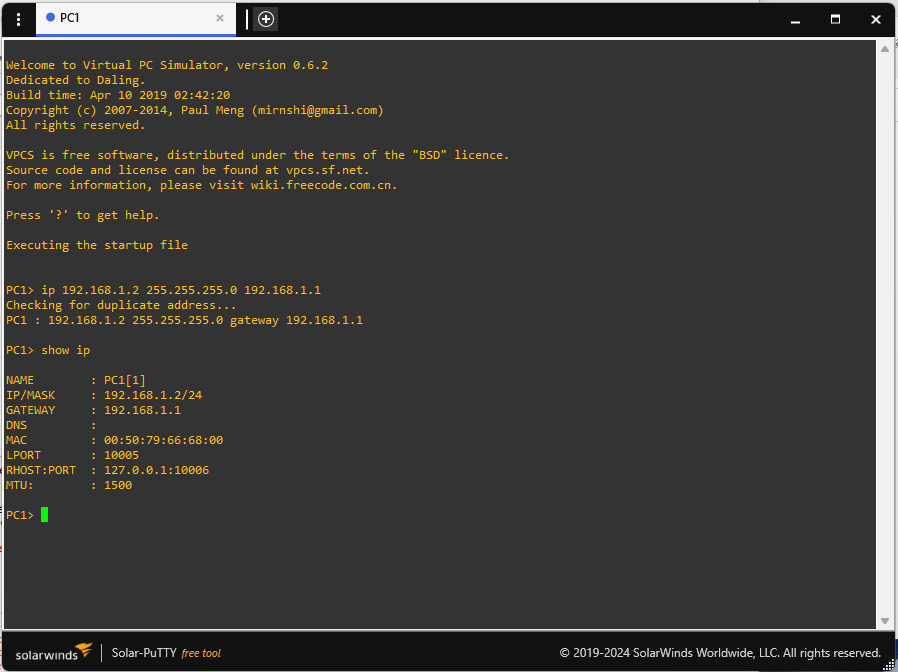 PC1
Welcome to Virtual PC Simulator, version 0.6.2
Dedicated to Daling.
Build time: Apr 10 2019 02:42:20
Copyright (c) 2007-2014, Paul Meng (mirnshi@gmail.com)
All rights reserved.
VPCS is free software, distributed under the terms of the "BSD" licence.
Source code and license can be found at vpcs.sf.net.
For more information, please visit wiki.freecode.com.cn.
Press '?' to get help.
Executing the startup file
PC1> ip 192.168.1.2 255.255.255.0 192.168.1.1
Checking for duplicate address...
PC1 : 192.168.1.2 255.255.255.0 gateway 192.168.1.1
PC1> show ip
NAME        : PC1[1]
IP/MASK     : 192.168.1.2/24
GATEWAY     : 192.168.1.1
DNS         :
MAC         : 00:50:79:66:68:00
LPORT       : 10005
RHOST:PORT  : 127.0.0.1:10006
MTU:        : 1500
PC1>
solarwinds Solar-PuTTY free tool © 2019-2024 SolarWinds Worldwide, LLC. All rights reserved.